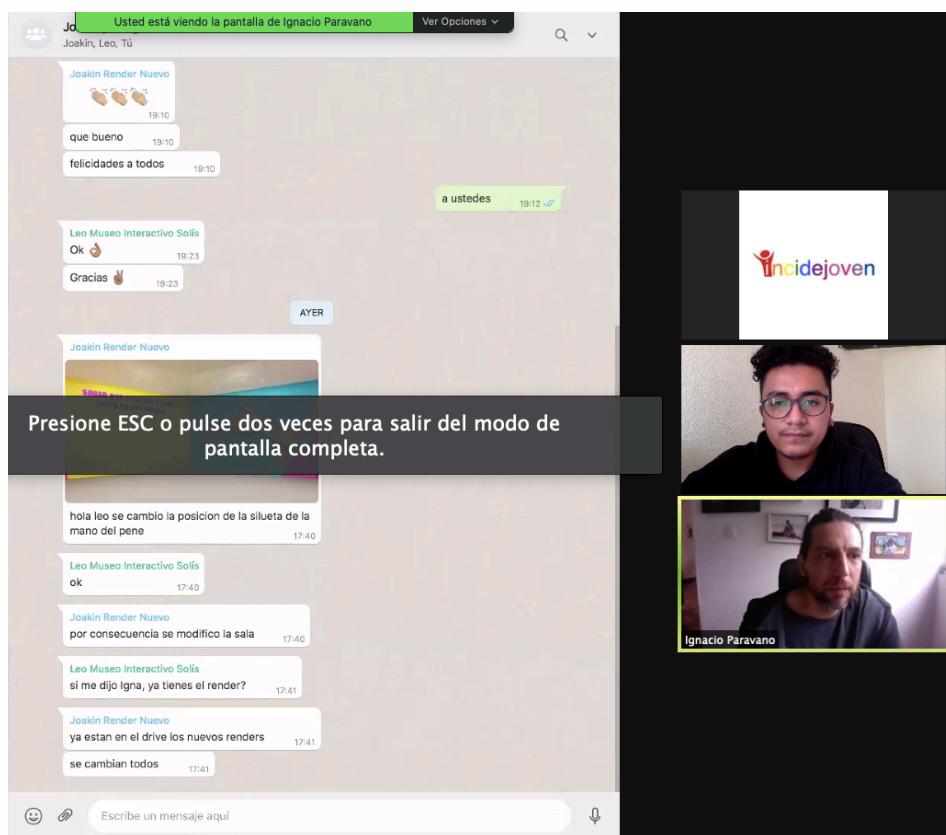 Usted está viendo la pantalla de Ignacio Paravano
Ver Opciones
Joakin, Leo, Tú
Joakin Render Nuevo
19:10
que bueno
19:10
felicidades a todos
19:10
a ustedes
19:12
Leo Museo Interactivo Solís
Ok
19:23
Gracias
19:23
AYER
Joakin Render Nuevo
Presione ESC o pulse dos veces para salir del modo de
pantalla completa.
hola leo se cambio la posicion de la silueta de la
mano del pene
17:40
Leo Museo Interactivo Solís
ok
17:40
Joakin Render Nuevo
por consecuencia se modifico la sala
17:40
Leo Museo Interactivo Solís
si me dijo Igna, ya tienes el render?
17:41
Joakin Render Nuevo
ya estan en el drive los nuevos renders
17:41
se cambian todos
17:41
Escribe un mensaje aquí
incidejoven
Ignacio Paravano